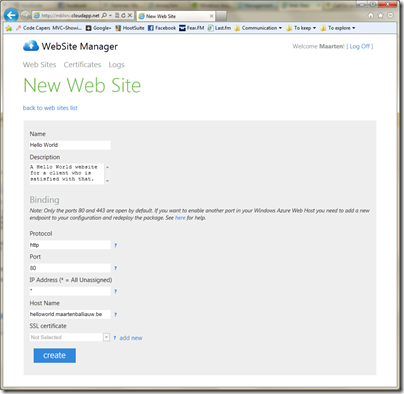 http://mbhin.cloudapp.net
New Web Site
Code Capes MVC–Showi...
Google
HostSuite
Facebook
Fear.FM
Last.fm
Communication
To keep
To explore
WebSite Manager
Welcome Maarten! [ Log Off ]
Web Sites Certificates Logs
New Web Site
back to web sites list
Name
Hello World
Description
A Hello World website
for a client who is
satisfied with that.
Binding
Note: Only the ports 80 and 443 are open by default. If you want to enable another port in your Windows Azure Web Host you need to add a new
endpoint to your configuration and redeploy the package. See here for help.
Protocol
http ?
Port
80 ?
IP Address (* = All Unassigned)
* ?
Host Name
helloworld.maartenballiauw.be ?
SSL certificate
Not Selected ? add new
create